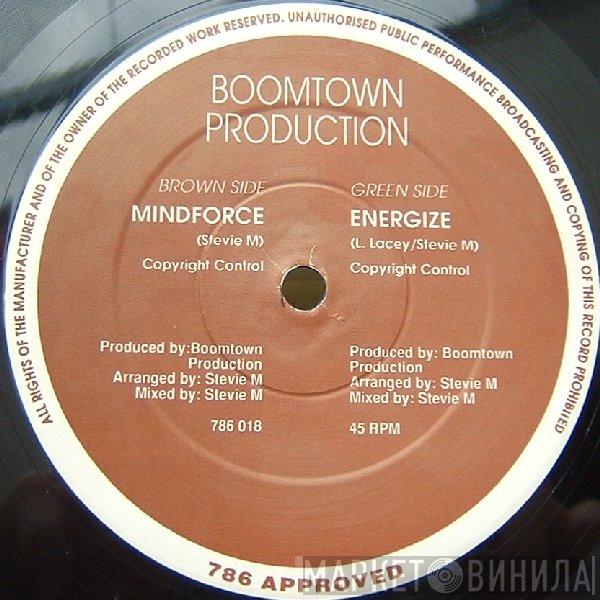 ALL RIGHTS OF THE MANUFACTURER AND OF THE OWNER OF THE RECORDED WORK RESERVED. UNAUTHORISED PUBLIC PERFORMANCE BROADCASTING AND COPYING OF THIS RECORD PROHIBITED
BOOMTOWN
PRODUCTION
BROWN SIDE
MINDFORCE
(Stevie M)
Copyright Control
GREEN SIDE
ENERGIZE
(L. Lacey/Stevie M)
Copyright Control
Produced by:Boomtown
Production
Arranged by: Stevie M
Mixed by: Stevie M
786 018
Produced by: Boomtown
Production
Arranged by: Stevie M
Mixed by: Stevie M
45 RPM
786 APPROVED
МАРКЕТ ВИНИЛА